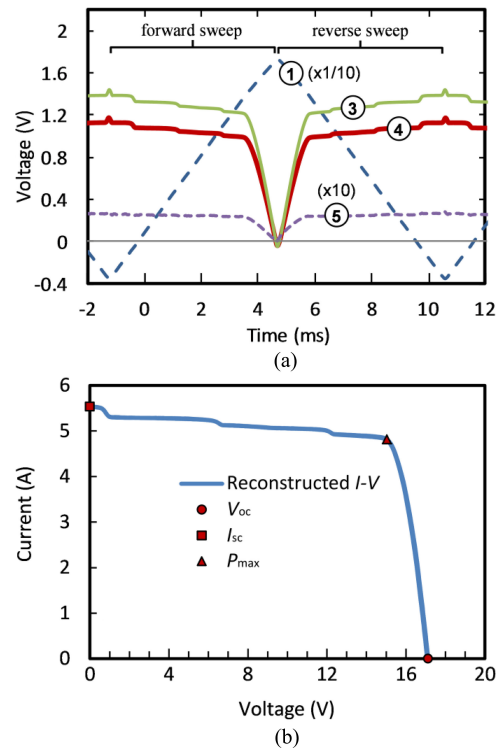 forward sweep reverse sweep
2
1.6
1.2
0.8
0.4
0
-0.4
Voltage (V)
1 (x1/10)
3
4
(x10)
5
-2 0 2 4 6 8 10 12
Time (ms)
(a)
6
5
4
3
2
1
0
Current (A)
Reconstructed I-V
Voc
Isc
Pmax
0 4 8 12 16 20
Voltage (V)
(b)